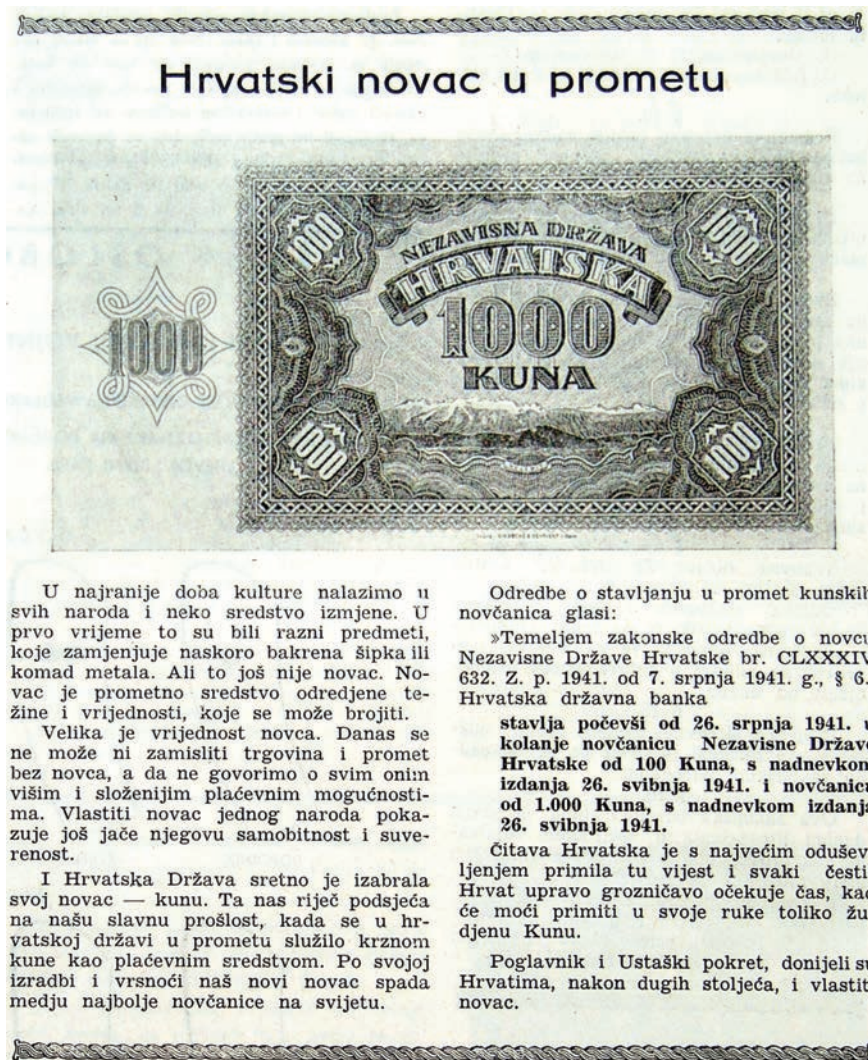 Hrvatski novac u prometu
1000
1000
1000
NEZAVISNA DRŽAVA
HRVATSKA
1000
KUNA
1000
1000
U najranije doba kulture nalazimo u
svih naroda i neko sredstvo izmjene. U
prvo vrijeme to su bili razni predmeti,
koje zamjenjuje naskoro bakrena šipka ili
komad metala. Ali to još nije novac. No-
vac je prometno sredstvo odredjene te-
žine i vrijednosti, koje se može brojiti.
Velika je vrijednost novca. Danas se
ne može ni zamisliti trgovina i promet
bez novca, a da ne govorimo o svim onim
višim i složenijim plaćevnim mogućnosti-
ma. Vlastiti novac jednog naroda poka-
zuje još jače njegovu samobitnost i suve-
renost.
I Hrvatska Država sretno je izabrala
svoj novac — kunu. Ta nas riječ podsjeća
na našu slavnu prošlost, kada se u hr-
vatskoj državi u prometu služilo krznom
kune kao plaćevnim sredstvom. Po svojoj
izradbi i vrsnoći naš novi novac spada
medju najbolje novčanice na svijetu.
Odredbe o stavljanju u promet kunskih
novčanica glasi:
»Temeljem zakonske odredbe o novcu
Nezavisne Države Hrvatske br. CLXXXIV
632. Z. p. 1941. od 7. srpnja 1941. g., § 6.,
Hrvatska državna banka
stavlja počevši od 26. srpnja 1941. u
kolanje novčanicu Nezavisne Države
Hrvatske od 100 Kuna, s nadnevkom
izdanja 26. svibnja 1941. i novčanicu
od 1.000 Kuna, s nadnevkom izdanja
26. svibnja 1941.
Čitava Hrvatska je s najvećim odušev-
ljenjem primila tu vijest i svaki česti
Hrvat upravo grozničavo očekuje čas, kad
će moći primiti u svoje ruke toliko žu-
djenu Kunu.
Poglavnik i Ustaški pokret, donijeli su
Hrvatima, nakon dugih stoljeća, i vlastit
novac.